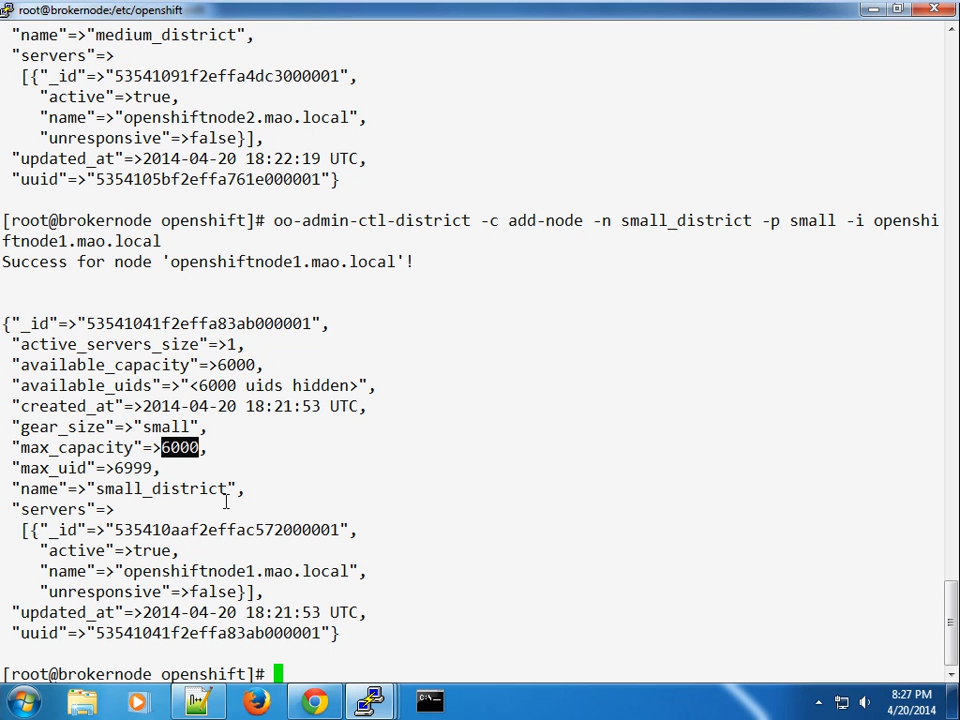 root@brokernode:/etc/openshift
"name"=>"medium_district",
"servers"=>
[{"_id"=>"53541091f2effa4dc3000001",
"active"=>true,
"name"=>"openshiftnode2.mao.local",
"unresponsive"=>false}],
"updated_at"=>2014-04-20 18:22:19 UTC,
"uuid"=>"5354105bf2effa761e000001"}
[root@brokernode openshift]# oo-admin-ctl-district -c add-node -n small_district -p small -i openshi
ftnode1.mao.local
Success for node 'openshiftnode1.mao.local'!
{"_id"=>"53541041f2effa83ab000001",
"active_servers_size"=>1,
"available_capacity"=>6000,
"available_uids"=>"<6000 uids hidden>",
"created_at"=>2014-04-20 18:21:53 UTC,
"gear_size"=>"small",
"max_capacity"=>6000,
"max_uid"=>6999,
"name"=>"small_district",
"servers"=>
[{"_id"=>"535410aaf2effac572000001",
"active"=>true,
"name"=>"openshiftnode1.mao.local",
"unresponsive"=>false}],
"updated_at"=>2014-04-20 18:21:53 UTC,
"uuid"=>"53541041f2effa83ab000001"}
[root@brokernode openshift]#
8:27 PM
4/20/2014